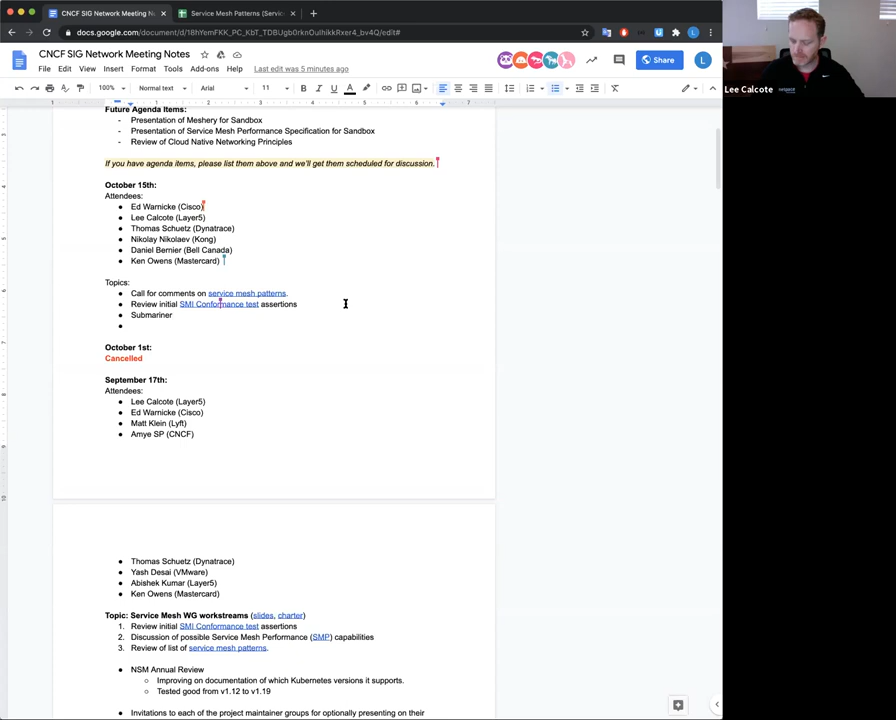 CNCF SIG Network Meeting No
Service Mesh Patterns (Servic
docs.google.com/document/d/18hYemFKK_PC_KbT_TDBUgb0rknOulhikkRxer4_bv4Q/edit#
CNCF SIG Network Meeting Notes
File Edit View Insert Format Tools Add-ons Help Last edit was 5 minutes ago
Share
L
100% Normal text Arial 11
Lee Calcote
Future Agenda Items:
- Presentation of Meshery for Sandbox
- Presentation of Service Mesh Performance Specification for Sandbox
- Review of Cloud Native Networking Principles
If you have agenda items, please list them above and we'll get them scheduled for discussion.
October 15th:
Attendees:
● Ed Warnicke (Cisco)
● Lee Calcote (Layer5)
● Thomas Schuetz (Dynatrace)
● Nikolay Nikolaev (Kong)
● Daniel Bernier (Bell Canada)
● Ken Owens (Mastercard)
Topics:
● Call for comments on service mesh patterns.
● Review initial SMI Conformance test assertions
● Submariner
●
October 1st:
Cancelled
September 17th:
Attendees:
● Lee Calcote (Layer5)
● Ed Warnicke (Cisco)
● Matt Klein (Lyft)
● Amye SP (CNCF)
● Thomas Schuetz (Dynatrace)
● Yash Desai (VMware)
● Abishek Kumar (Layer5)
● Ken Owens (Mastercard)
Topic: Service Mesh WG workstreams (slides, charter)
1. Review initial SMI Conformance test assertions
2. Discussion of possible Service Mesh Performance (SMP) capabilities
3. Review of list of service mesh patterns.
● NSM Annual Review
○ Improving on documentation of which Kubernetes versions it supports.
○ Tested good from v1.12 to v1.19
● Invitations to each of the project maintainer groups for optionally presenting on their